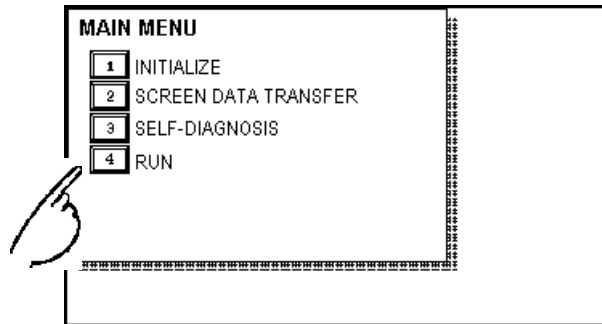 MAIN MENU
1 INITIALIZE
2 SCREEN DATA TRANSFER
3 SELF-DIAGNOSIS
4 RUN